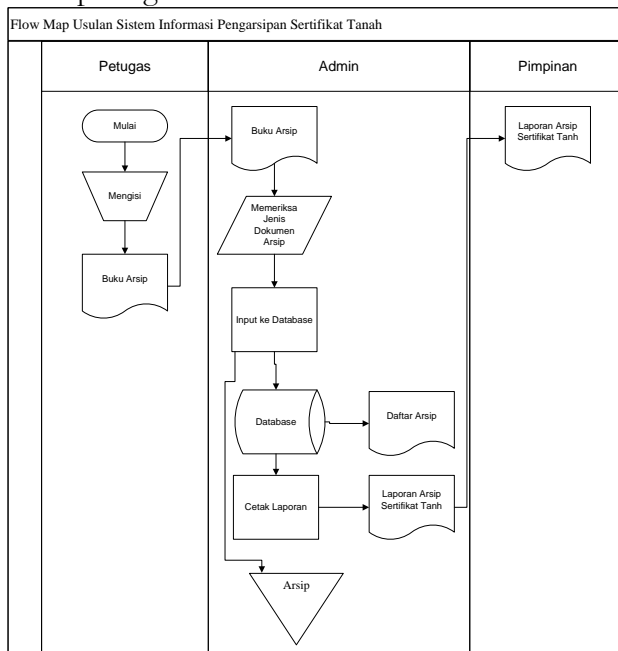 Flow Map Usulan Sistem Informasi Pengarsipan Sertifikat Tanah
Petugas
Admin
Pimpinan
Mulai
Mengisi
Buku Arsip
Buku Arsip
Memeriksa
Jenis
Dokumen
Arsip
Input ke Database
Database
Daftar Arsip
Cetak Laporan
Laporan Arsip
Sertifikat Tanh
Arsip
Laporan Arsip
Sertifikat Tanh